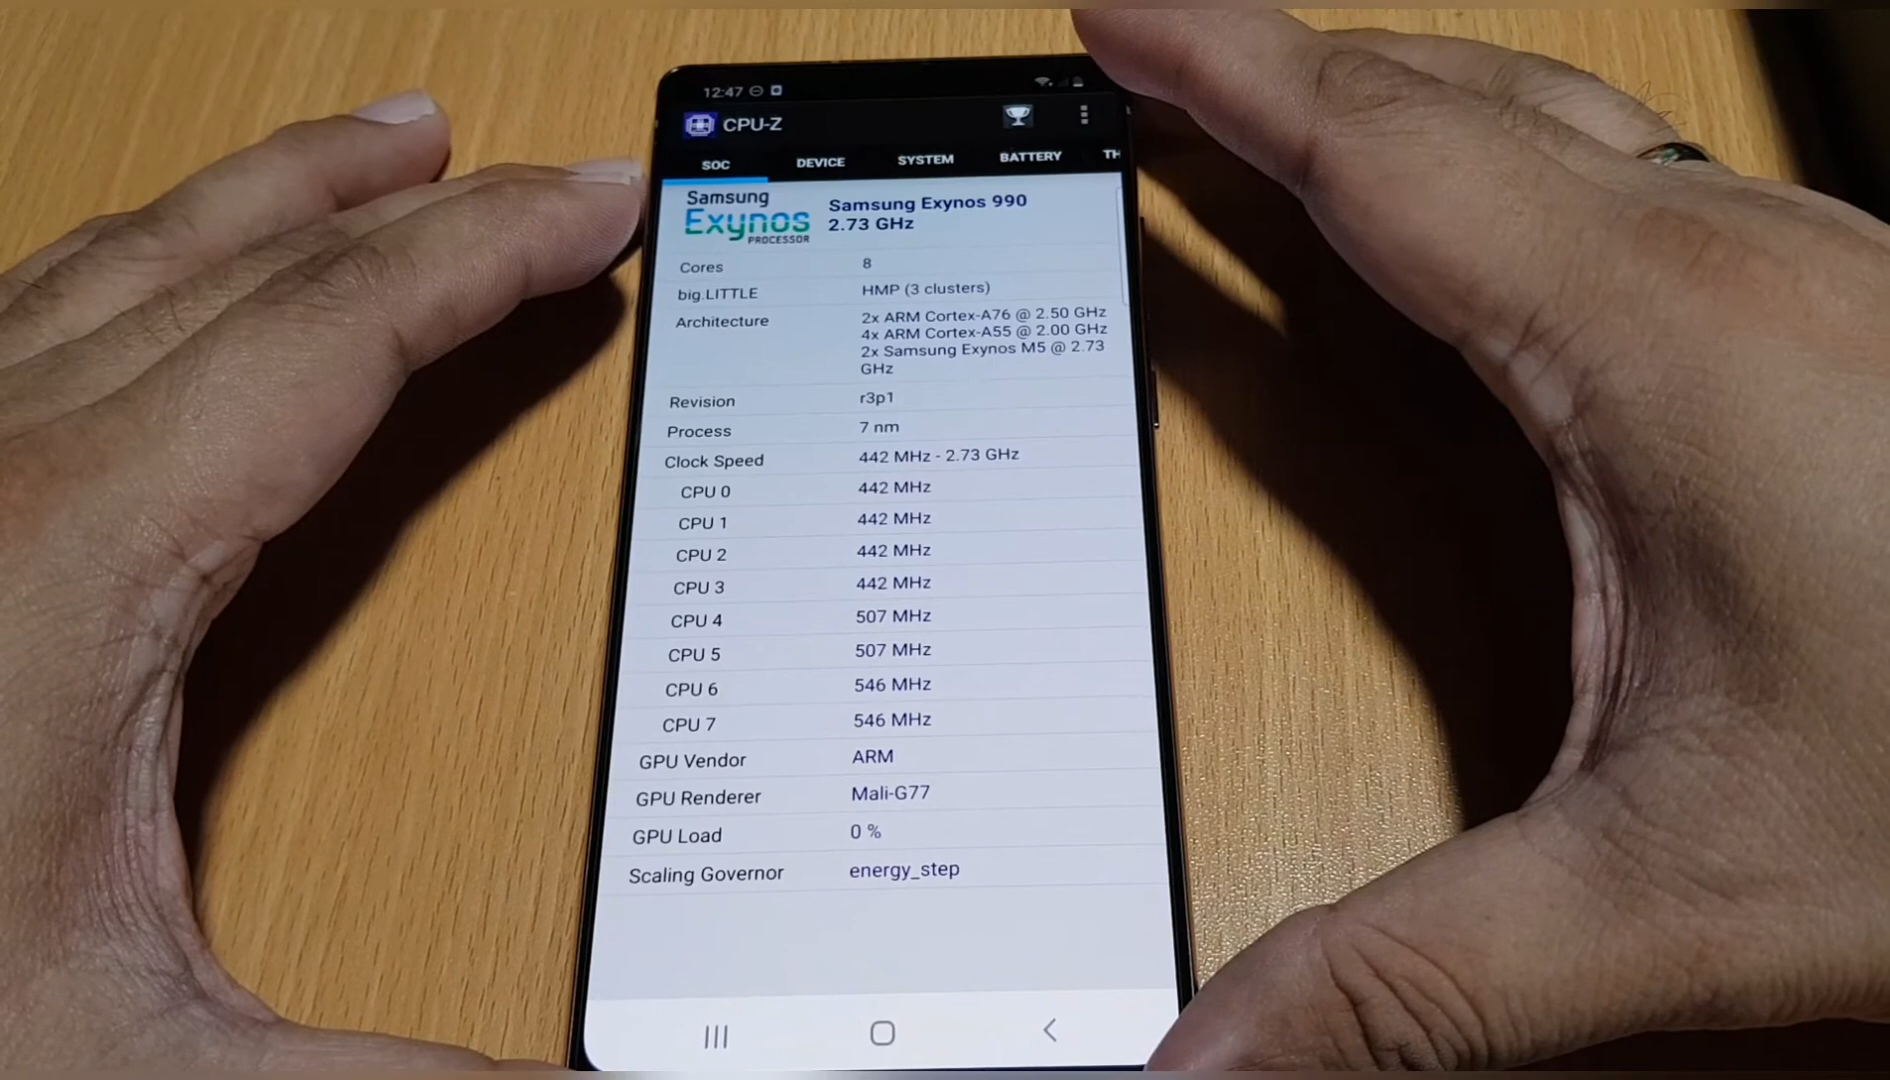 12:47
CPU-Z
SOC DEVICE SYSTEM BATTERY TH
Samsung
Exynos
PROCESSOR
Samsung Exynos 990
2.73 GHz
Cores 8
big.LITTLE HMP (3 clusters)
Architecture 2x ARM Cortex-A76 @ 2.50 GHz
4x ARM Cortex-A55 @ 2.00 GHz
2x Samsung Exynos M5 @ 2.73
GHz
Revision r3p1
Process 7 nm
Clock Speed 442 MHz - 2.73 GHz
CPU 0 442 MHz
CPU 1 442 MHz
CPU 2 442 MHz
CPU 3 442 MHz
CPU 4 507 MHz
CPU 5 507 MHz
CPU 6 546 MHz
CPU 7 546 MHz
GPU Vendor ARM
GPU Renderer Mali-G77
GPU Load 0 %
Scaling Governor energy_step